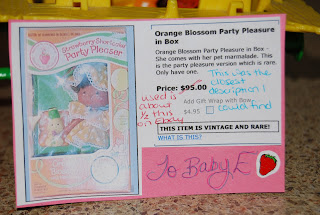 Strawberry Shortcake
Party Pleaser
Orange Blossom Party Pleasure
in Box
Orange Blossom Party Pleasure in Box -
She comes with her pet marmalade. This
is the party pleasure version which is rare.
Only have one.
This was the
closest
description I
could find
Price: $95.00
used is
about
1/2 this
on Ebay
Add Gift Wrap with Bow
$4.95
THIS ITEM IS VINTAGE AND RARE!
WHAT IS THIS?
To Baby E